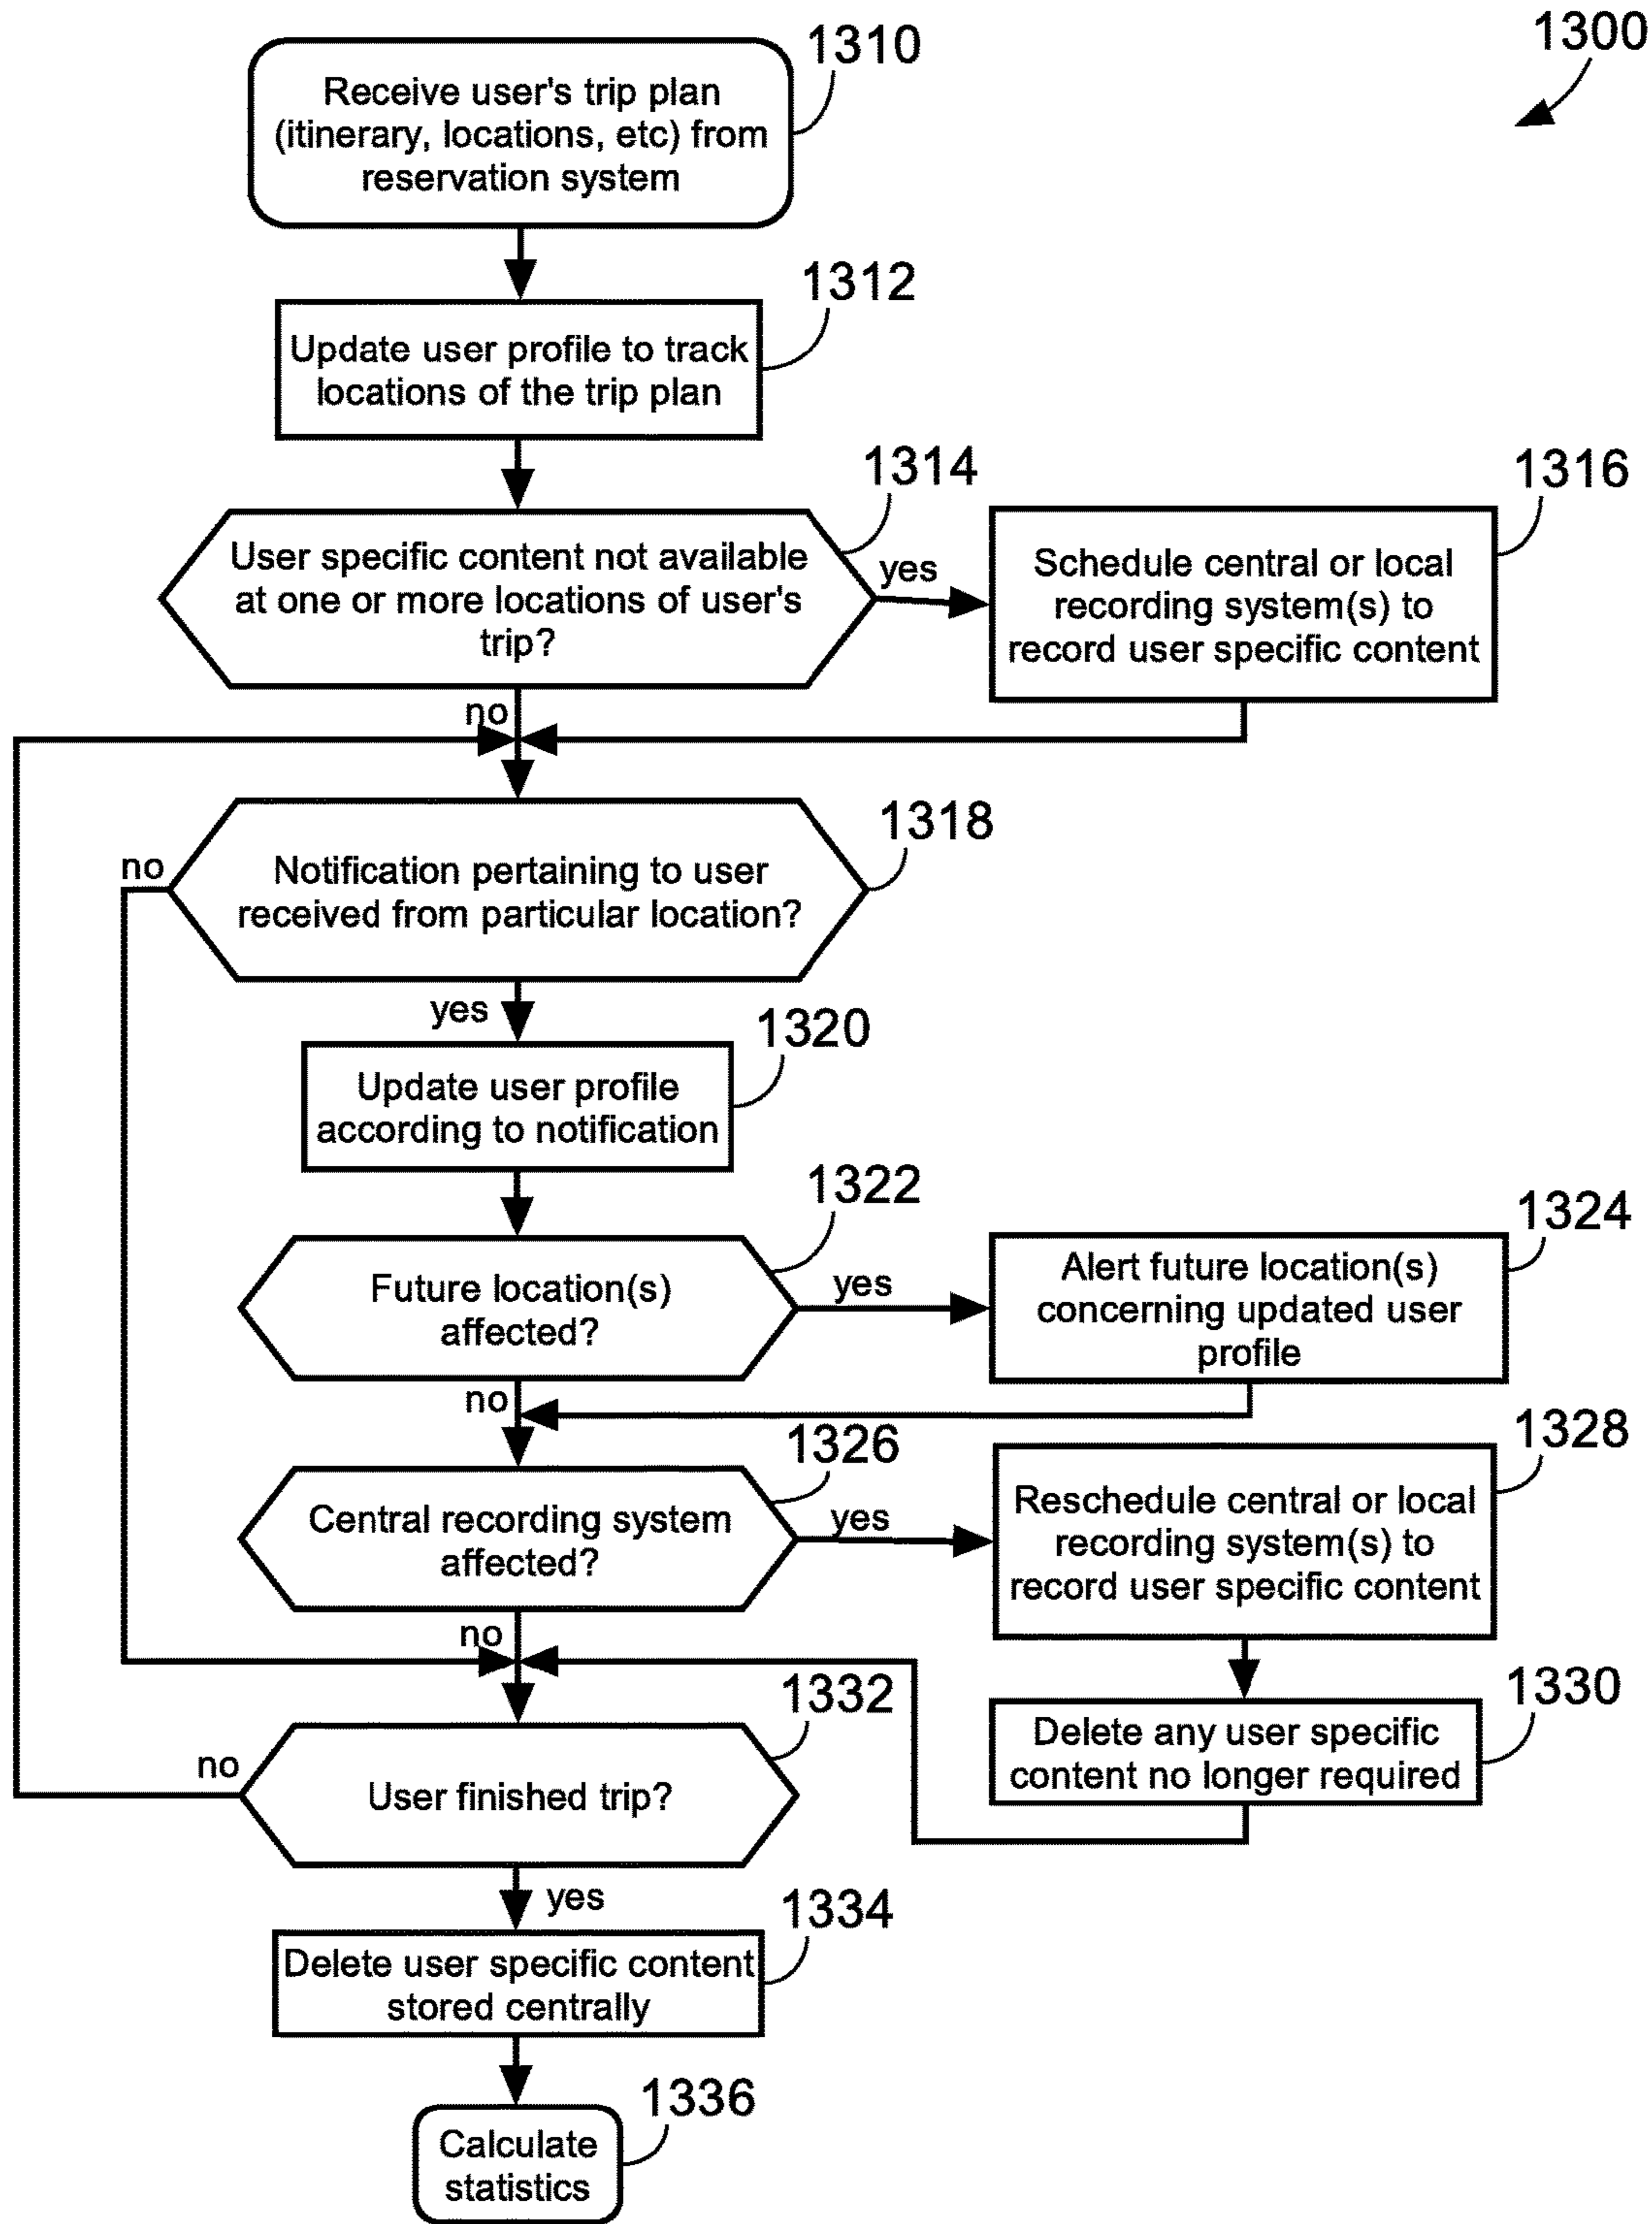 1300
1310
Receive user's trip plan
(itinerary, locations, etc) from
reservation system
1312
Update user profile to track
locations of the trip plan
1314
User specific content not available
at one or more locations of user's
trip?
yes
1316
Schedule central or local
recording system(s) to
record user specific content
no
1318
Notification pertaining to user
received from particular location?
no
yes
1320
Update user profile
according to notification
1322
Future location(s)
affected?
yes
1324
Alert future location(s)
concerning updated user
profile
no
1326
Central recording system
affected?
yes
1328
Reschedule central or local
recording system(s) to
record user specific content
no
1330
Delete any user specific
content no longer required
1332
User finished trip?
no
yes
1334
Delete user specific content
stored centrally
1336
Calculate
statistics